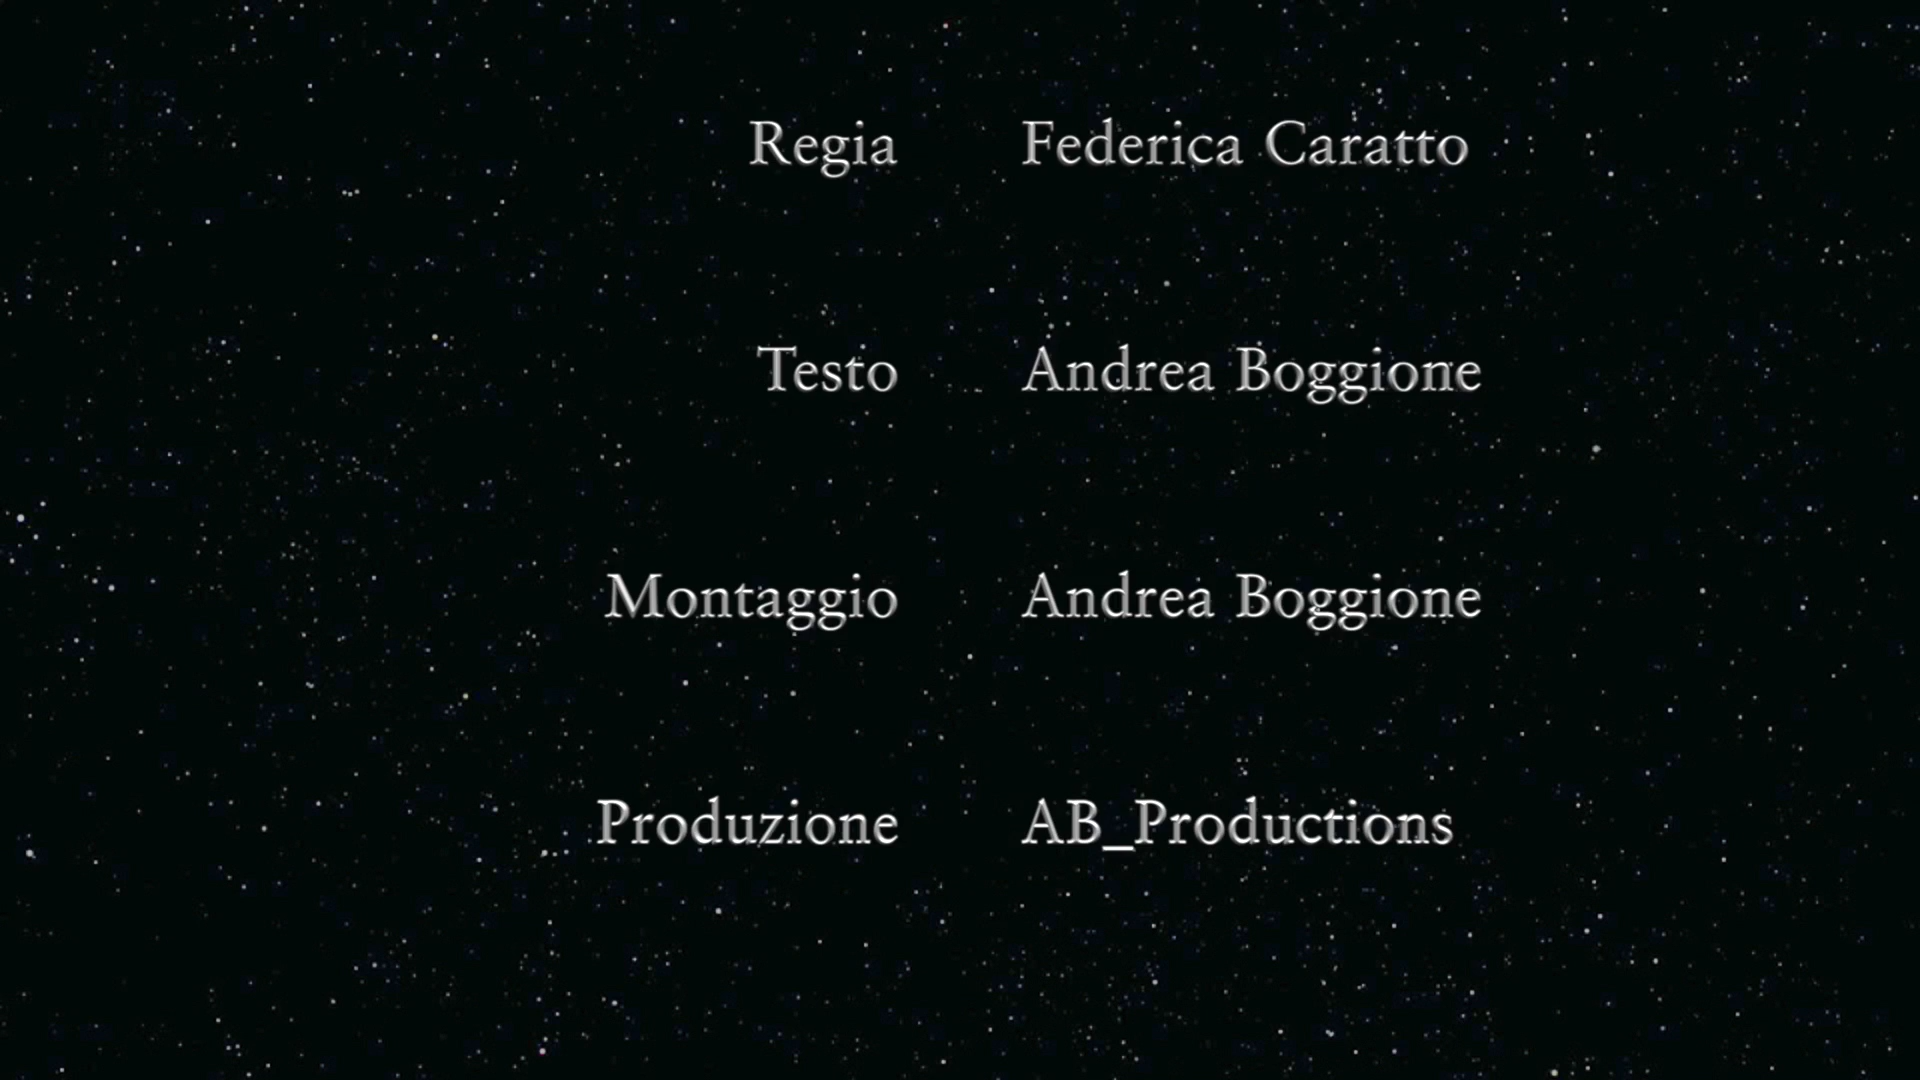 Regia Federica Caratto
Testo Andrea Boggione
Montaggio Andrea Boggione
Produzione AB_Productions